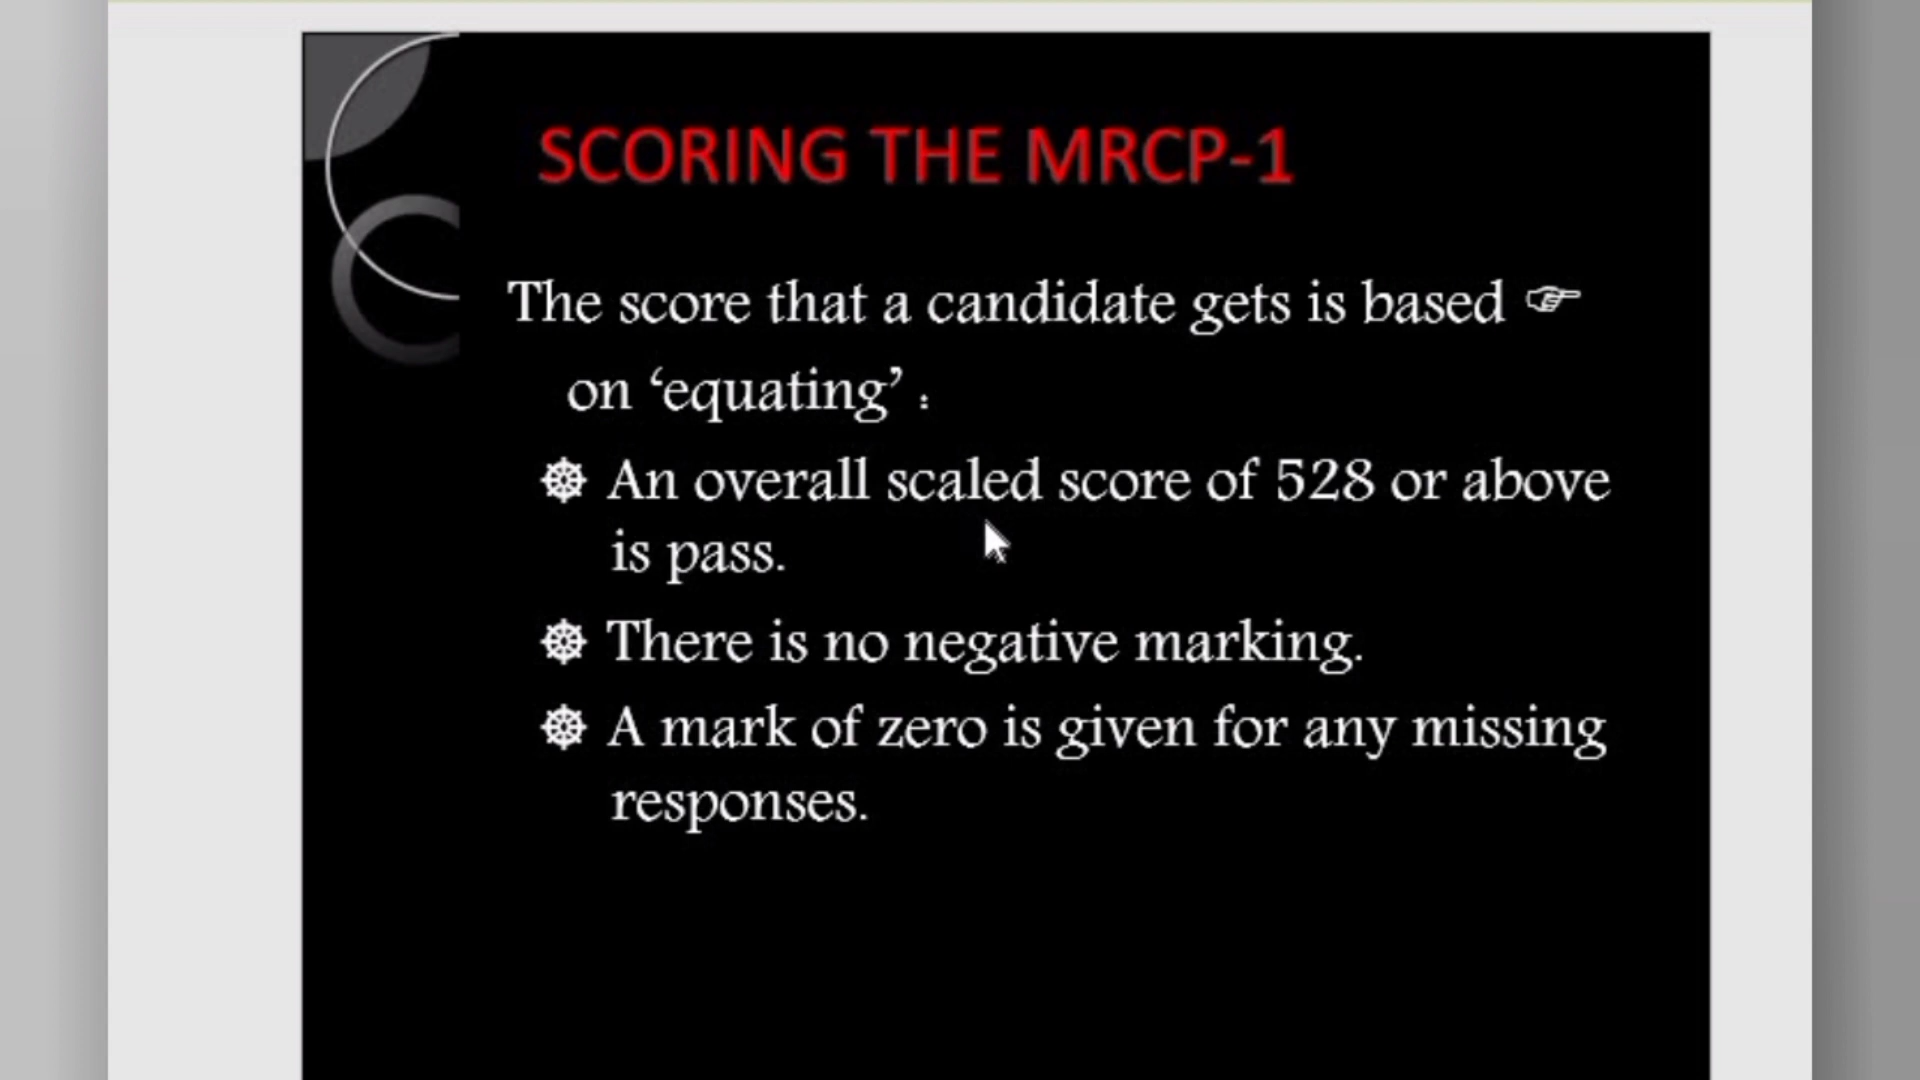 SCORING THE MRCP-1
The score that a candidate gets is based ☞
on ‘equating’ :
An overall scaled score of 528 or above
is pass.
There is no negative marking.
A mark of zero is given for any missing
responses.